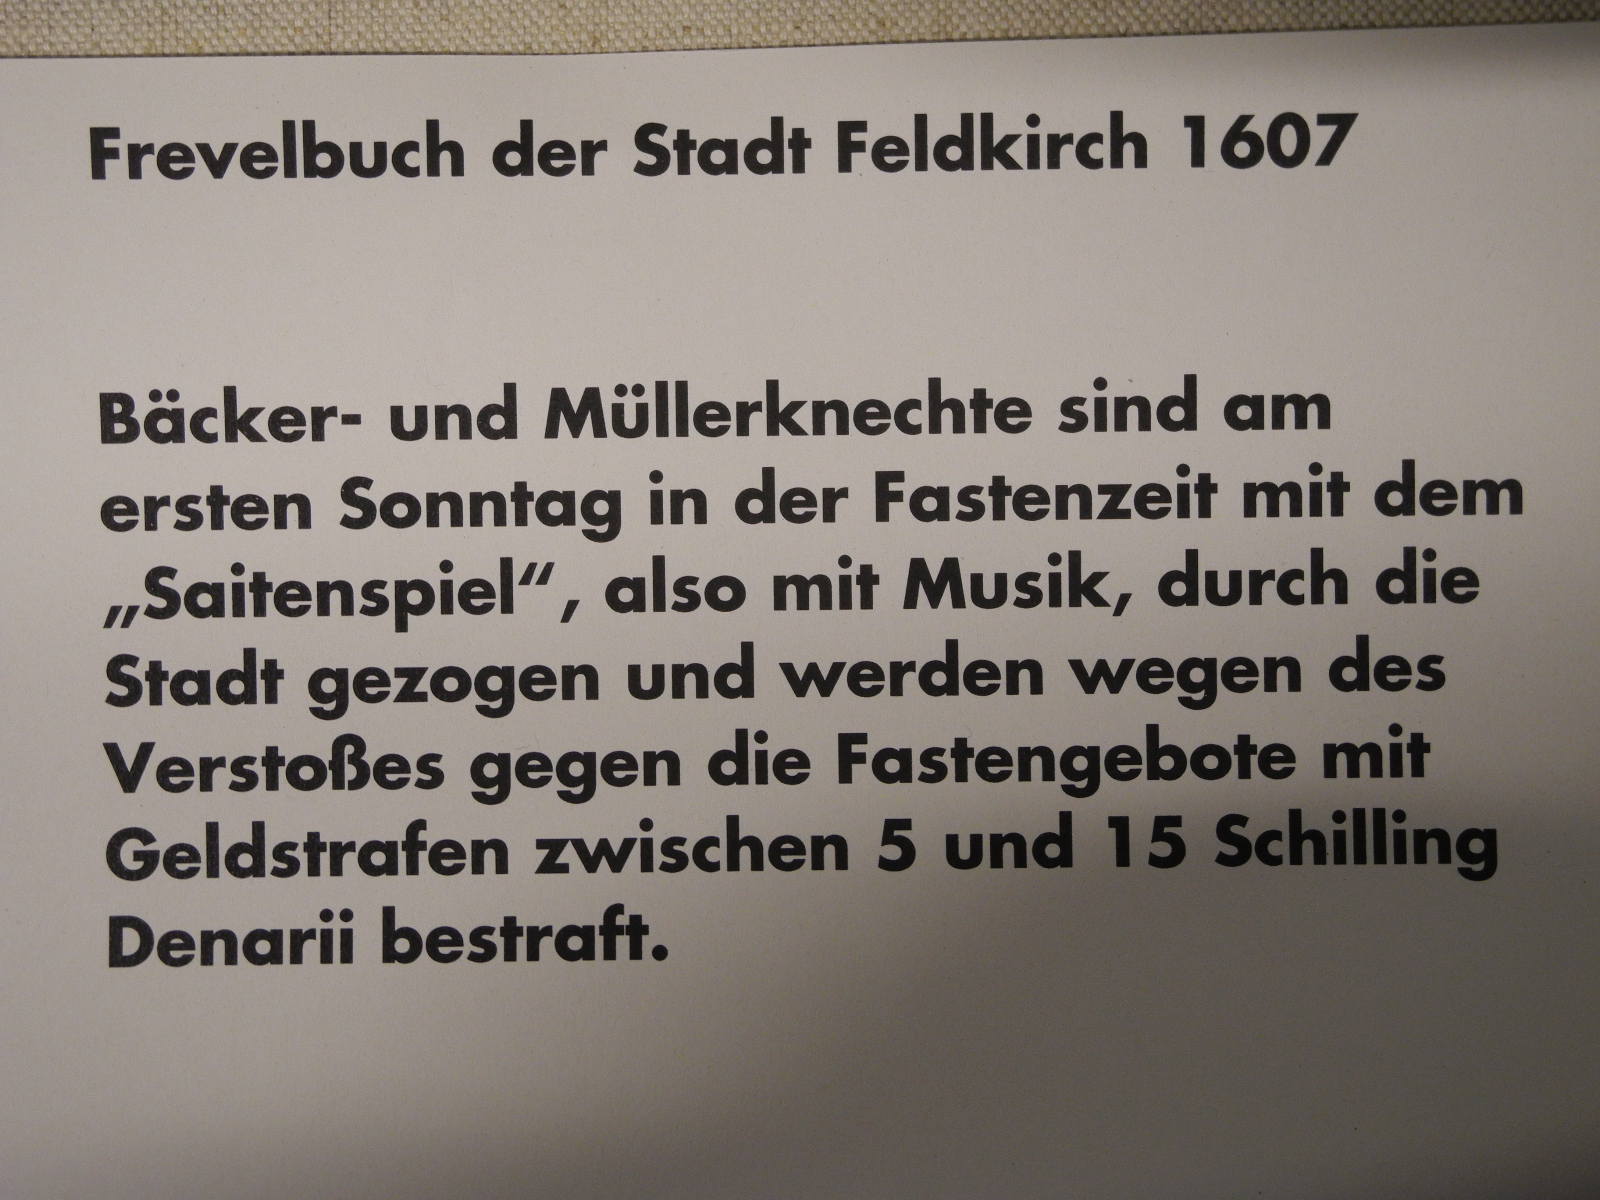 Frevelbuch der Stadt Feldkirch 1607
Bäcker- und Müllerknechte sind am
ersten Sonntag in der Fastenzeit mit dem
„Saitenspiel“, also mit Musik, durch die
Stadt gezogen und werden wegen des
Verstoßes gegen die Fastengebote mit
Geldstrafen zwischen 5 und 15 Schilling
Denarii bestraft.